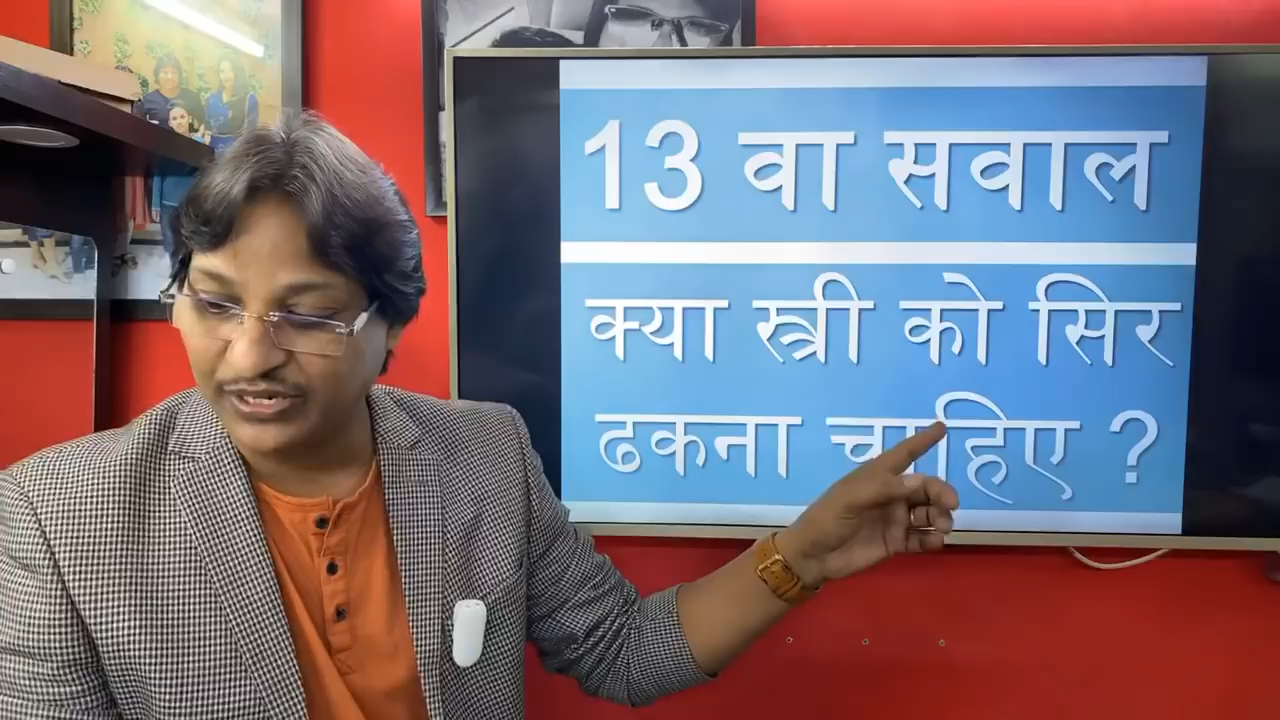 13 वा सवाल
क्या स्त्री को सिर
ढकना चाहिए ?